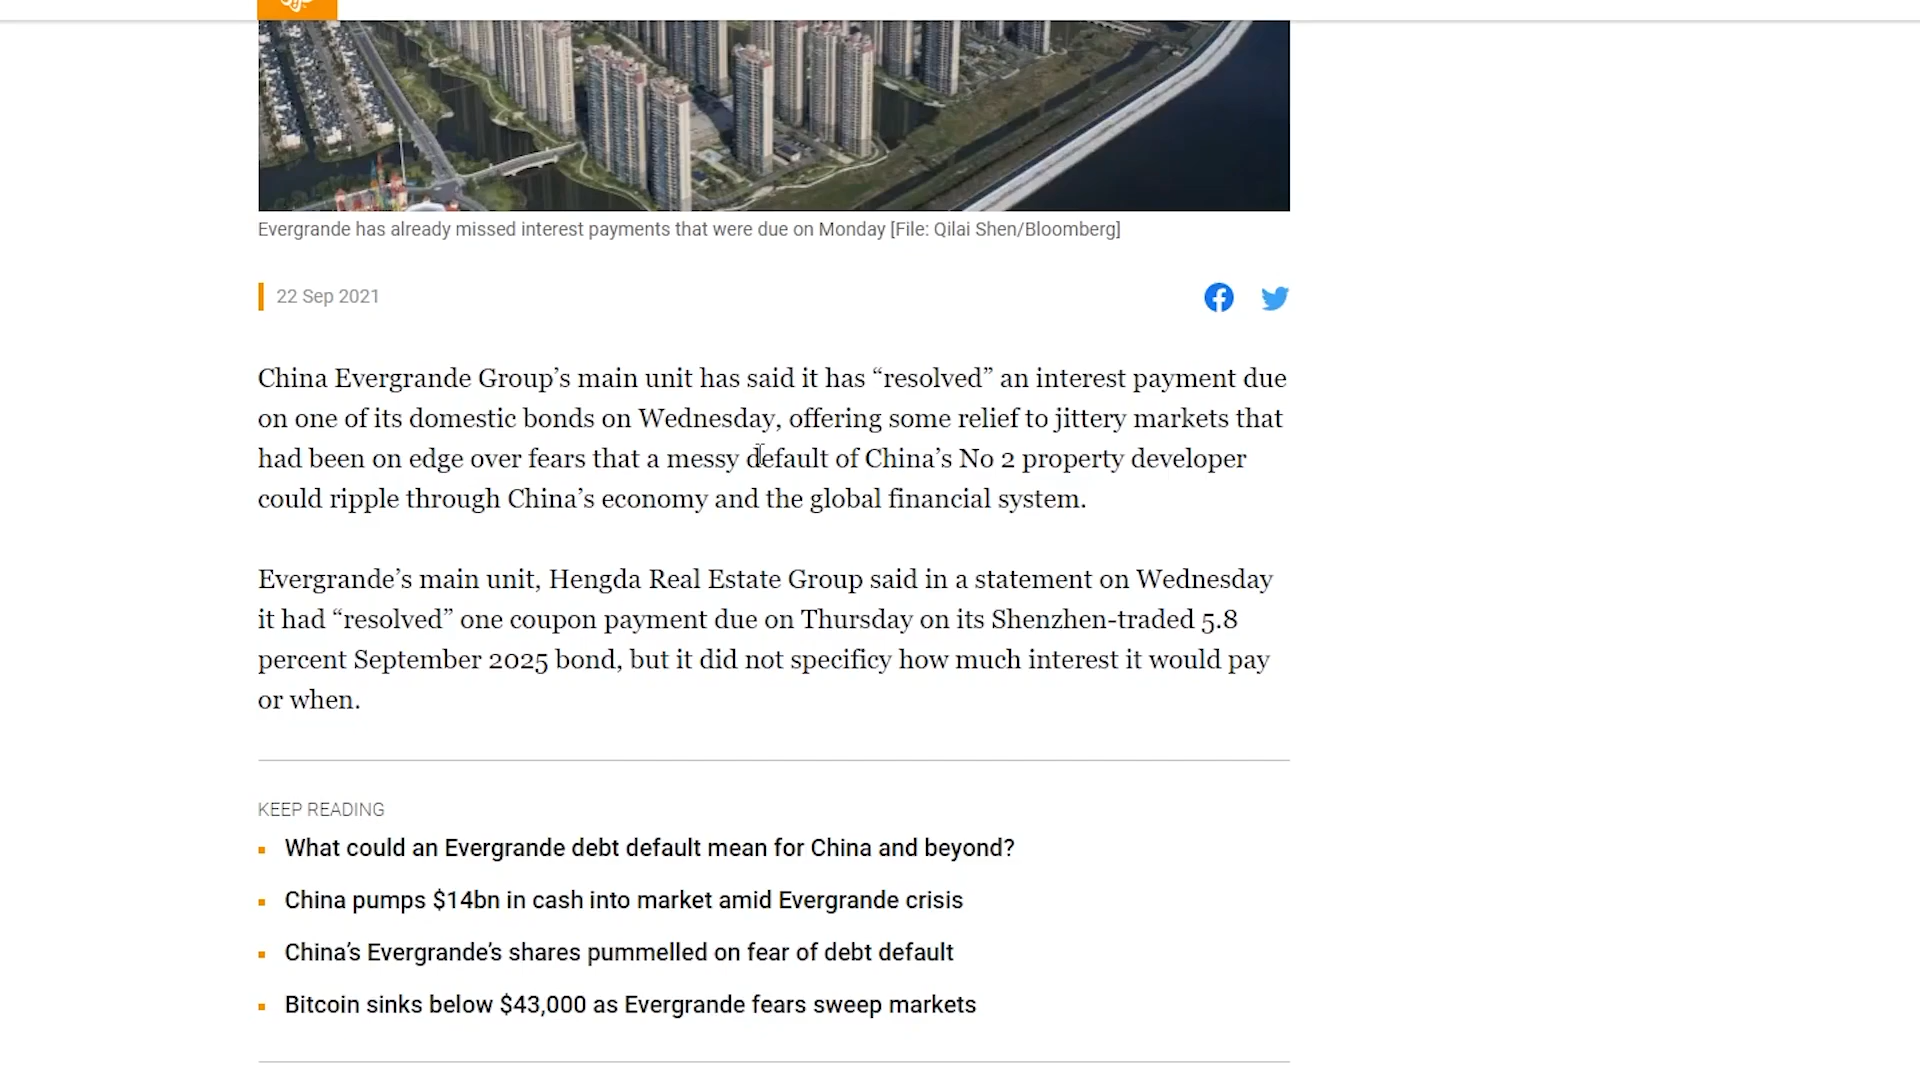 Evergrande has already missed interest payments that were due on Monday [File: Qilai Shen/Bloomberg]
22 Sep 2021
China Evergrande Group’s main unit has said it has “resolved” an interest payment due
on one of its domestic bonds on Wednesday, offering some relief to jittery markets that
had been on edge over fears that a messy default of China’s No 2 property developer
could ripple through China’s economy and the global financial system.
Evergrande’s main unit, Hengda Real Estate Group said in a statement on Wednesday
it had “resolved” one coupon payment due on Thursday on its Shenzhen-traded 5.8
percent September 2025 bond, but it did not specificy how much interest it would pay
or when.
KEEP READING
What could an Evergrande debt default mean for China and beyond?
China pumps $14bn in cash into market amid Evergrande crisis
China’s Evergrande’s shares pummelled on fear of debt default
Bitcoin sinks below $43,000 as Evergrande fears sweep markets